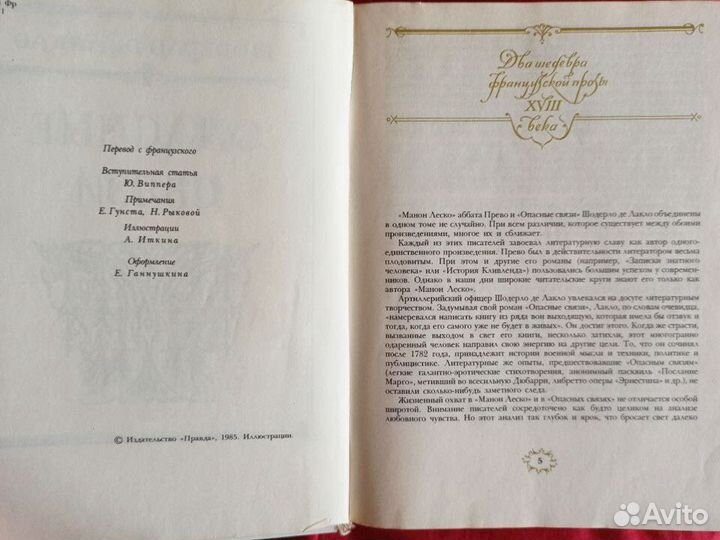 Фр
1
Перевод с французского
Вступительная статья
Ю. Виппера
Примечания
Е. Гунста, Н. Рыковой
Иллюстрации
А. Иткина
Оформление
Е. Ганнушкина
© Издательство «Правда», 1985. Иллюстрации.
Два шедевра
французской прозы
XVIII
века
«Манон Леско» аббата Прево и «Опасные связи» Шодерло де Лакло объединены
в одном томе не случайно. При всем различии, которое существует между обоими
произведениями, многое их и сближает.
Каждый из этих писателей завоевал литературную славу как автор одного-
единственного произведения. Прево был в действительности литератором весьма
плодовитым. При этом и другие его романы (например, «Записки знатного
человека» или «История Кливленда») пользовались большим успехом у современ-
ников. Однако в наши дни широкие читательские круги знают его только как
автора «Манон Леско».
Артиллерийский офицер Шодерло де Лакло увлекался на досуге литературным
творчеством. Задумывая свой роман «Опасные связи», Лакло, по словам очевидца,
«намеревался написать книгу из ряда вон выходящую, которая имела бы отзвук и
тогда, когда его самого уже не будет в живых». Он достиг этого. Когда же страсти,
вызванные выходом в свет его книги, несколько затихли, этот многогранно
одаренный человек направил свою энергию на другие цели. То, что он сочинял
после 1782 года, принадлежит истории военной мысли и техники, политике и
публицистике. Литературные же опыты, предшествовавшие «Опасным связям»
(легкие галантно-эротические стихотворения, анонимный пасквиль «Послание
Марго», метивший во всесильную Дюбарри, либретто оперы «Эрнестина» и др.), не
оставили сколько-нибудь заметного следа.
Жизненный охват и в «Манон Леско» и в «Опасных связях» не отличается особой
широтой. Внимание писателей сосредоточено как будто целиком на анализе
любовного чувства. Но этот анализ так глубок и ярок, что бросает свет далеко
5
Avito